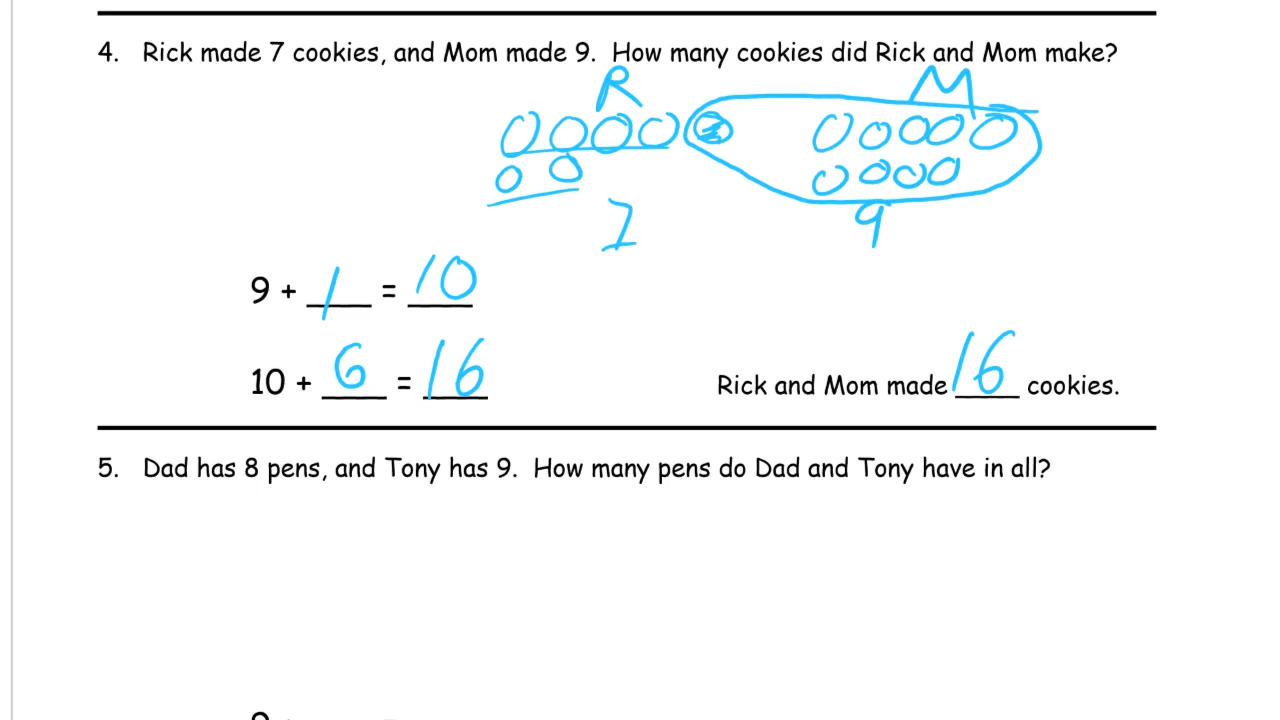 4. Rick made 7 cookies, and Mom made 9. How many cookies did Rick and Mom make?
R M
7 9
9 + 1 = 10
10 + 6 = 16
Rick and Mom made 16 cookies.
5. Dad has 8 pens, and Tony has 9. How many pens do Dad and Tony have in all?